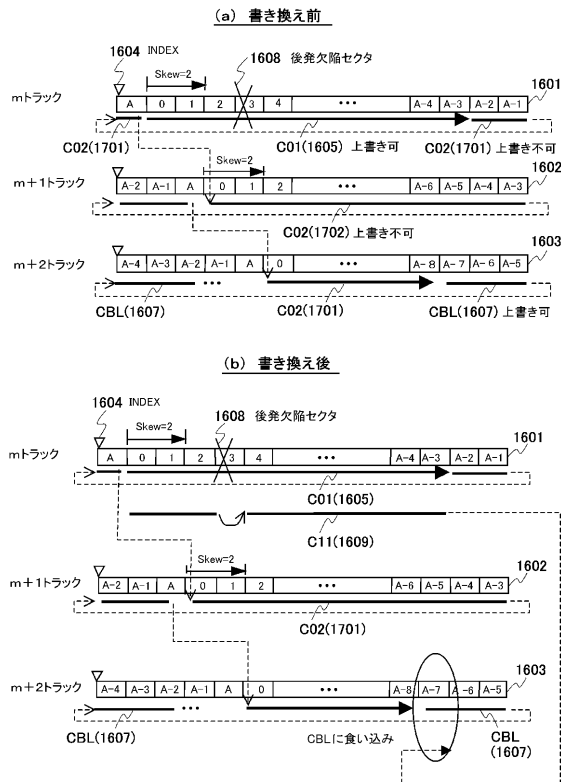 (a) 書き換え前
1604 INDEX
Skew=2
1608 後発欠陥セクタ
1601
mトラック
A 0 1 2 3 4 ••• A-4 A-3 A-2 A-1
C02(1701)
C01(1605) 上書き可
C02(1701) 上書き不可
Skew=2
1602
m+1トラック
A-2 A-1 A 0 1 2 ••• A-6 A-5 A-4 A-3
C02(1702) 上書き不可
1603
m+2トラック
A-4 A-3 A-2 A-1 A 0 ••• A-8 A-7 A-6 A-5
CBL(1607)
•••
C02(1701)
CBL(1607) 上書き可
(b) 書き換え後
1604 INDEX
Skew=2
1608 後発欠陥セクタ
1601
mトラック
A 0 1 2 3 4 ••• A-4 A-3 A-2 A-1
C01(1605)
C11(1609)
Skew=2
1602
m+1トラック
A-2 A-1 A 0 1 2 ••• A-6 A-5 A-4 A-3
C02(1701)
1603
m+2トラック
A-4 A-3 A-2 A-1 A 0 ••• A-8 A-7 A-6 A-5
CBL(1607)
•••
CBLに食い込み
CBL
(1607)